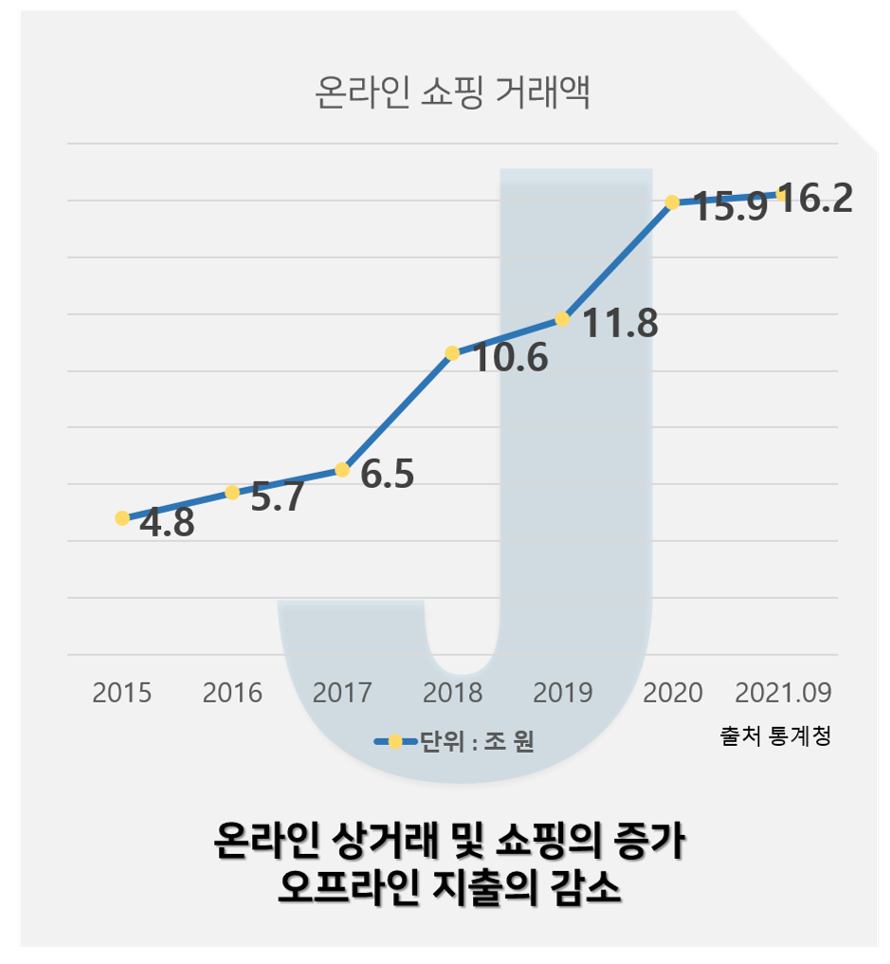 온라인 쇼핑 거래액
4.8
5.7
6.5
10.6
11.8
15.9
16.2
2015 2016 2017 2018 2019 2020 2021.09
단위 : 조 원
출처 통계청
온라인 상거래 및 쇼핑의 증가
오프라인 지출의 감소
J